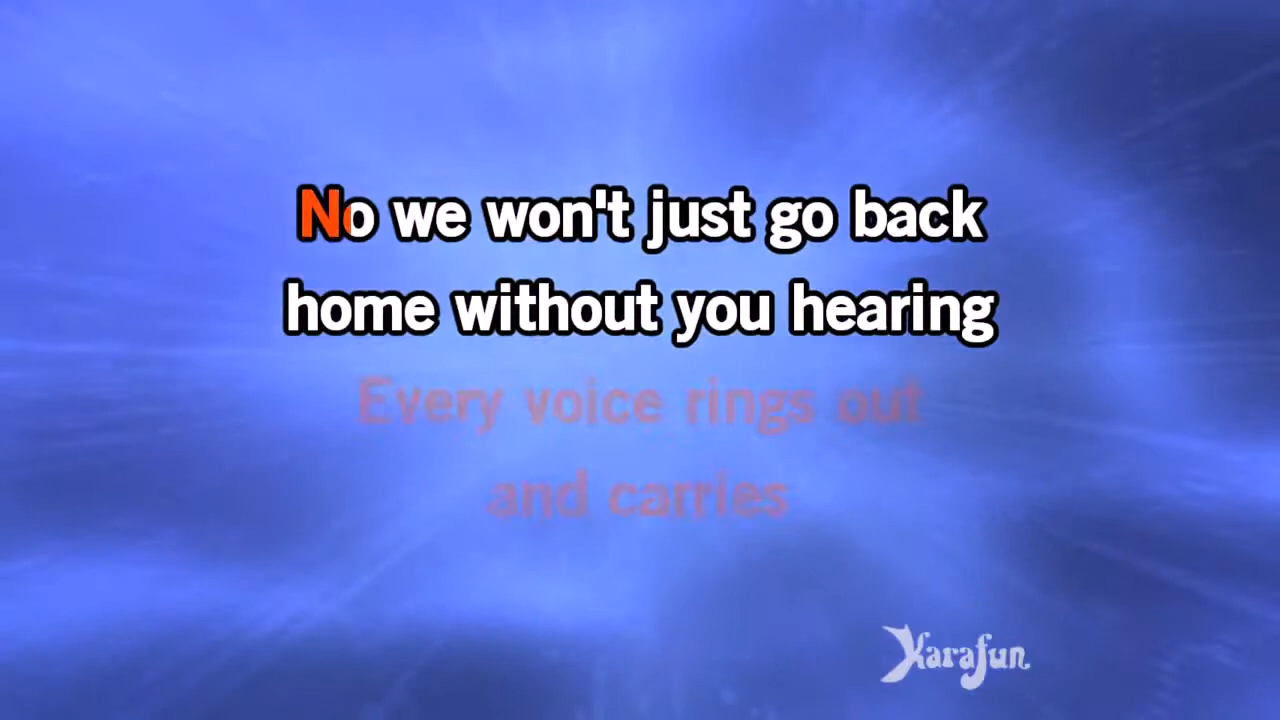 No we won't just go back
home without you hearing
Every voice rings out
and carries
Karafun